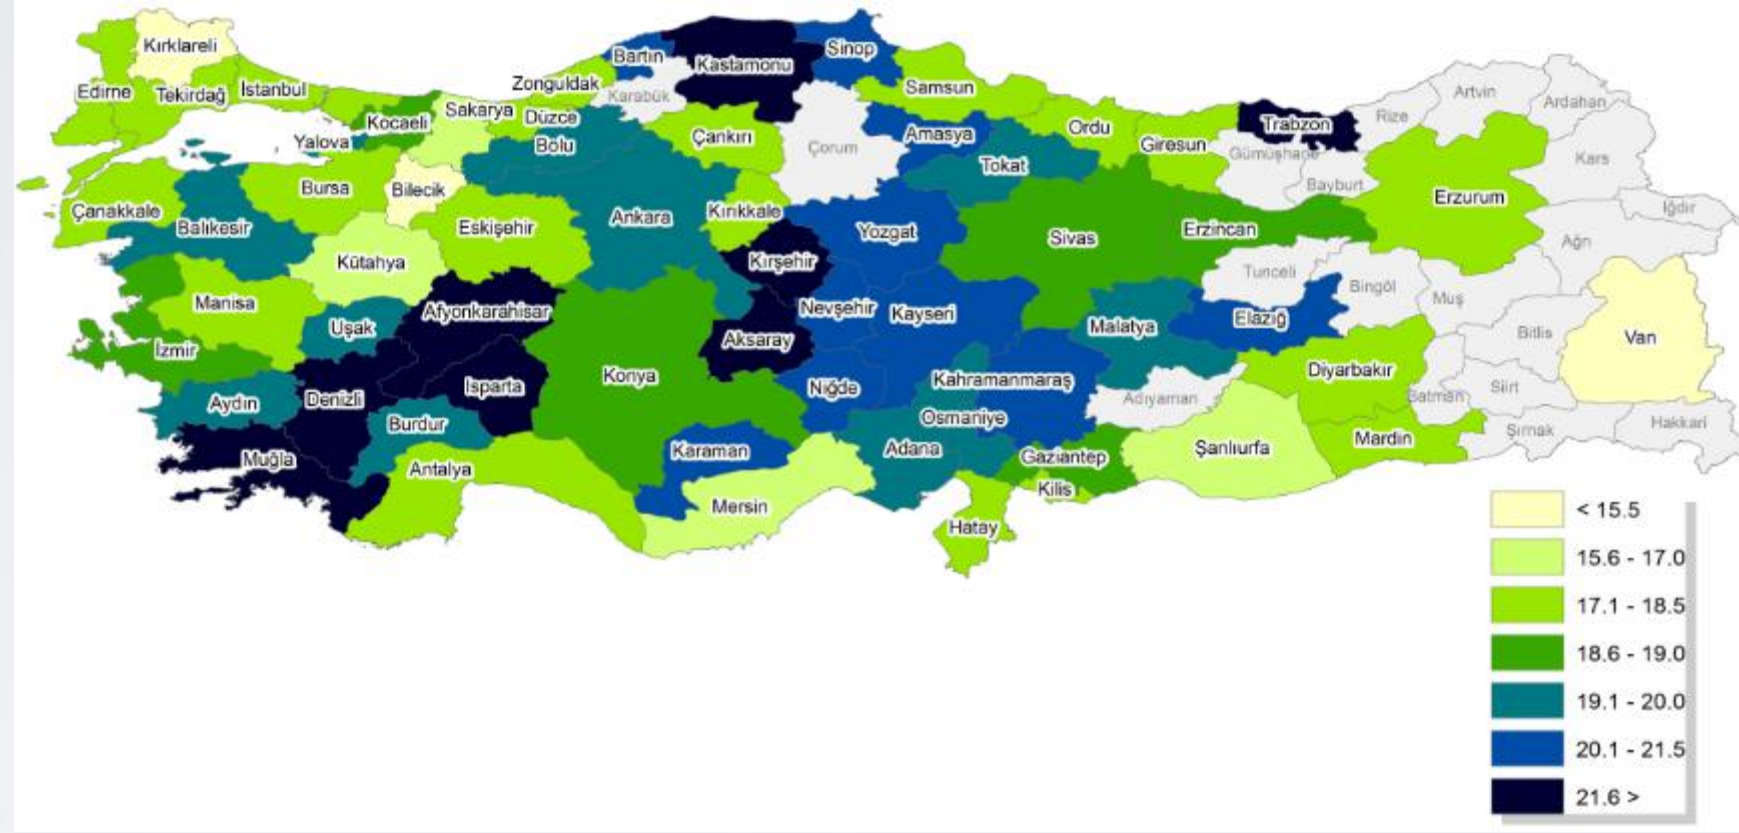 Kırklareli
Edirne
Tekirdağ
İstanbul
Kocaeli
Yalova
Sakarya
Zonguldak
Düzce
Bolu
Bartın
Karabük
Kastamonu
Sinop
Samsun
Çankırı
Çorum
Amasya
Tokat
Ordu
Giresun
Trabzon
Gümüşhane
Bayburt
Rize
Artvin
Ardahan
Kars
Iğdır
Ağrı
Erzurum
Erzincan
Sivas
Yozgat
Kırıkkale
Ankara
Eskişehir
Bilecik
Bursa
Çanakkale
Balıkesir
Kütahya
Manisa
Uşak
Afyonkarahisar
Kırşehir
Nevşehir
Kayseri
Aksaray
Niğde
Konya
Isparta
Denizli
İzmir
Aydın
Burdur
Muğla
Antalya
Karaman
Mersin
Adana
Osmaniye
Kahramanmaraş
Malatya
Elazığ
Tunceli
Bingöl
Muş
Bitlis
Van
Diyarbakır
Batman
Siirt
Şırnak
Hakkari
Mardin
Şanlıurfa
Adıyaman
Gaziantep
Kilis
Hatay
< 15.5
15.6 - 17.0
17.1 - 18.5
18.6 - 19.0
19.1 - 20.0
20.1 - 21.5
21.6 >